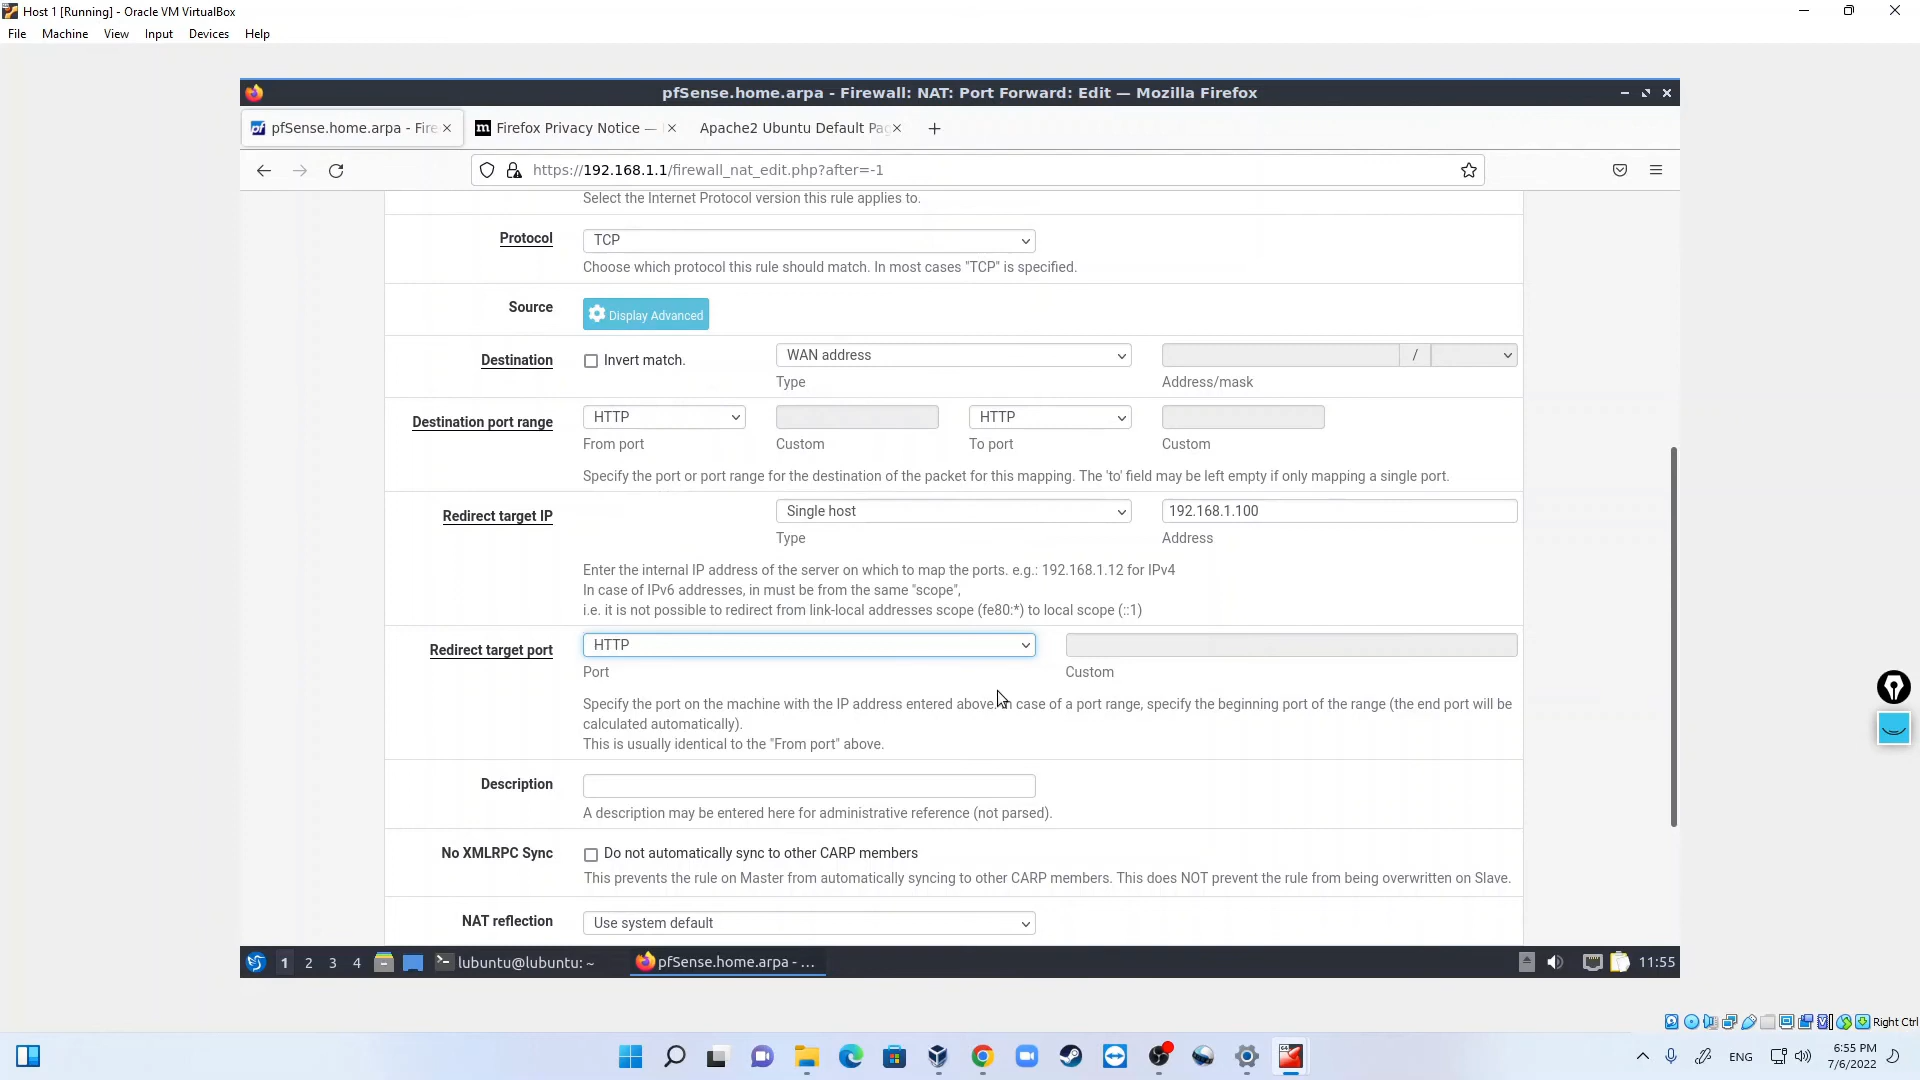 Host 1 [Running] - Oracle VM VirtualBox
File Machine View Input Devices Help
pfSense.home.arpa - Firewall: NAT: Port Forward: Edit — Mozilla Firefox
pfSense.home.arpa - Fire Firefox Privacy Notice — Apache2 Ubuntu Default Pag
https://192.168.1.1/firewall_nat_edit.php?after=-1
Select the Internet Protocol version this rule applies to.
Protocol TCP
Choose which protocol this rule should match. In most cases "TCP" is specified.
Source Display Advanced
Destination Invert match. WAN address /
Type Address/mask
Destination port range HTTP HTTP
From port Custom To port Custom
Specify the port or port range for the destination of the packet for this mapping. The 'to' field may be left empty if only mapping a single port.
Redirect target IP Single host 192.168.1.100
Type Address
Enter the internal IP address of the server on which to map the ports. e.g.: 192.168.1.12 for IPv4
In case of IPv6 addresses, in must be from the same "scope",
i.e. it is not possible to redirect from link-local addresses scope (fe80:*) to local scope (::1)
Redirect target port HTTP
Port Custom
Specify the port on the machine with the IP address entered above. In case of a port range, specify the beginning port of the range (the end port will be
calculated automatically).
This is usually identical to the "From port" above.
Description
A description may be entered here for administrative reference (not parsed).
No XMLRPC Sync Do not automatically sync to other CARP members
This prevents the rule on Master from automatically syncing to other CARP members. This does NOT prevent the rule from being overwritten on Slave.
NAT reflection Use system default
1 2 3 4 lubuntu@lubuntu: ~ pfSense.home.arpa - ... 11:55
Right Ctrl
ENG 6:55 PM
7/6/2022